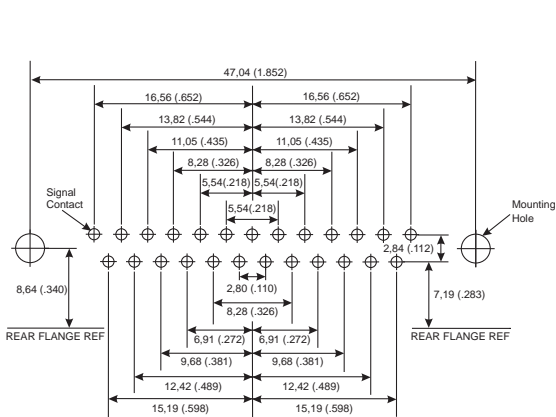 47,04 (1.852)
16,56 (.652) 16,56 (.652)
13,82 (.544) 13,82 (.544)
11,05 (.435) 11,05 (.435)
8,28 (.326) 8,28 (.326)
5,54(.218) 5,54(.218)
Signal
Contact
5,54(.218)
Mounting
Hole
2,84 (.112)
8,64 (.340)
2,80 (.110)
7,19 (.283)
8,28 (.326)
REAR FLANGE REF
6,91 (.272) 6,91 (.272)
REAR FLANGE REF
9,68 (.381) 9,68 (.381)
12,42 (.489) 12,42 (.489)
15,19 (.598) 15,19 (.598)